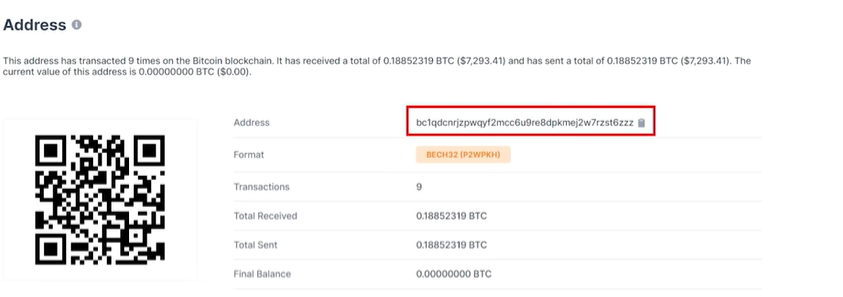 Address
This address has transacted 9 times on the Bitcoin blockchain. It has received a total of 0.18852319 BTC ($7,293.41) and has sent a total of 0.18852319 BTC ($7,293.41). The
current value of this address is 0.00000000 BTC ($0.00).
Address bc1qdcnrjzpwqyf2mcc6u9re8dpkmej2w7rzst6zzz
Format BECH32 (P2WPKH)
Transactions 9
Total Received 0.18852319 BTC
Total Sent 0.18852319 BTC
Final Balance 0.00000000 BTC